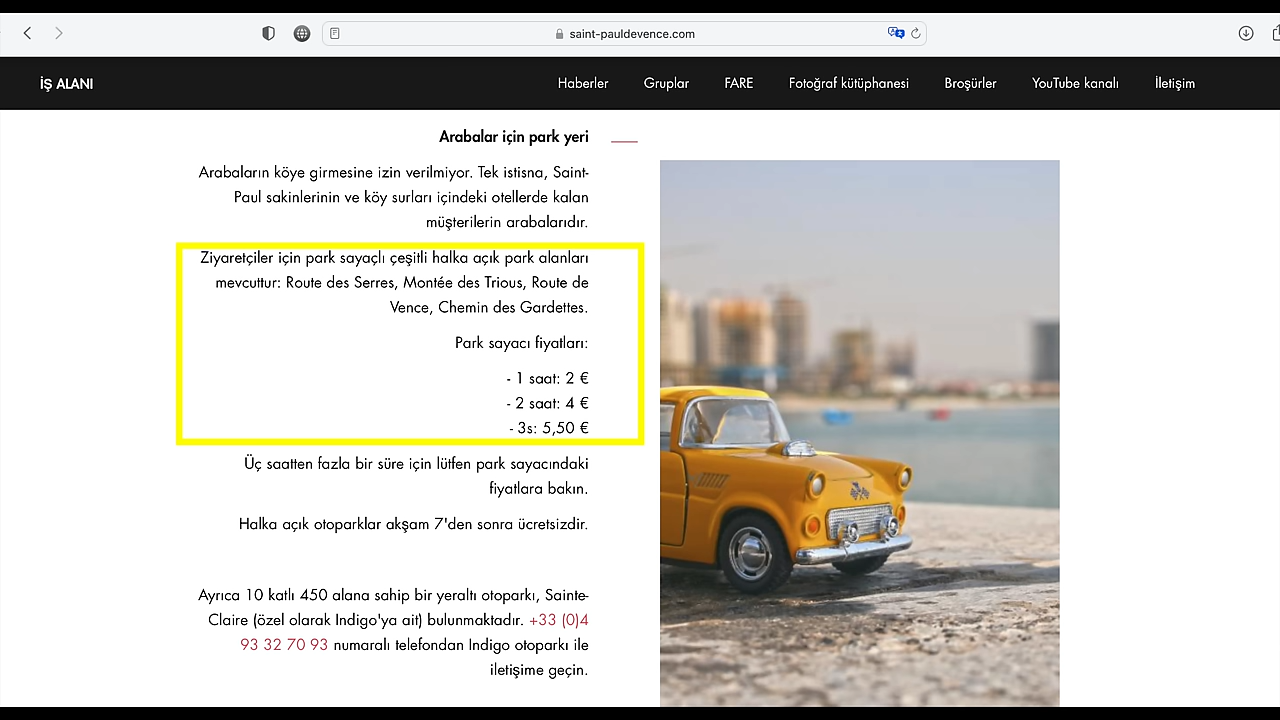 saint-pauldevence.com
İŞ ALANI
Haberler
Gruplar
FARE
Fotoğraf kütüphanesi
Broşürler
YouTube kanalı
İletişim
Arabalar için park yeri
Arabaların köye girmesine izin verilmiyor. Tek istisna, Saint-
Paul sakinlerinin ve köy surları içindeki otellerde kalan
müşterilerin arabalarıdır.
Ziyaretçiler için park sayaçlı çeşitli halka açık park alanları
mevcuttur: Route des Serres, Montée des Trious, Route de
Vence, Chemin des Gardettes.
Park sayacı fiyatları:
- 1 saat: 2 €
- 2 saat: 4 €
- 3s: 5,50 €
Üç saatten fazla bir süre için lütfen park sayacındaki
fiyatlara bakın.
Halka açık otoparklar akşam 7'den sonra ücretsizdir.
Ayrıca 10 katlı 450 alana sahip bir yeraltı otoparkı, Sainte-
Claire (özel olarak Indigo'ya ait) bulunmaktadır. +33 (0)4
93 32 70 93 numaralı telefondan Indigo otoparkı ile
iletişime geçin.